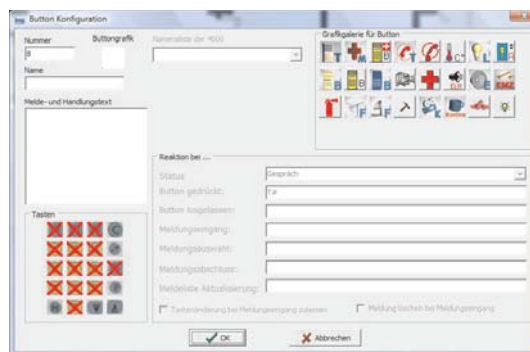 Button Konfiguration
Nummer
Buttongrafik
8
Name
Melde- und Handlungstext
Namensliste der 4000
Grafikgalerie für Button
Reaktion bei ...
Status
Gespräch
Button gedrückt:
T#
Button losgelassen:
Meldungseingang:
Meldungsauswahl:
Meldungsabschluss:
Meldeliste Aktualisierung:
Tastenänderung bei Meldungseingang zulassen
Meldung löschen bei Meldungseingang
Tasten
OK
Abbrechen